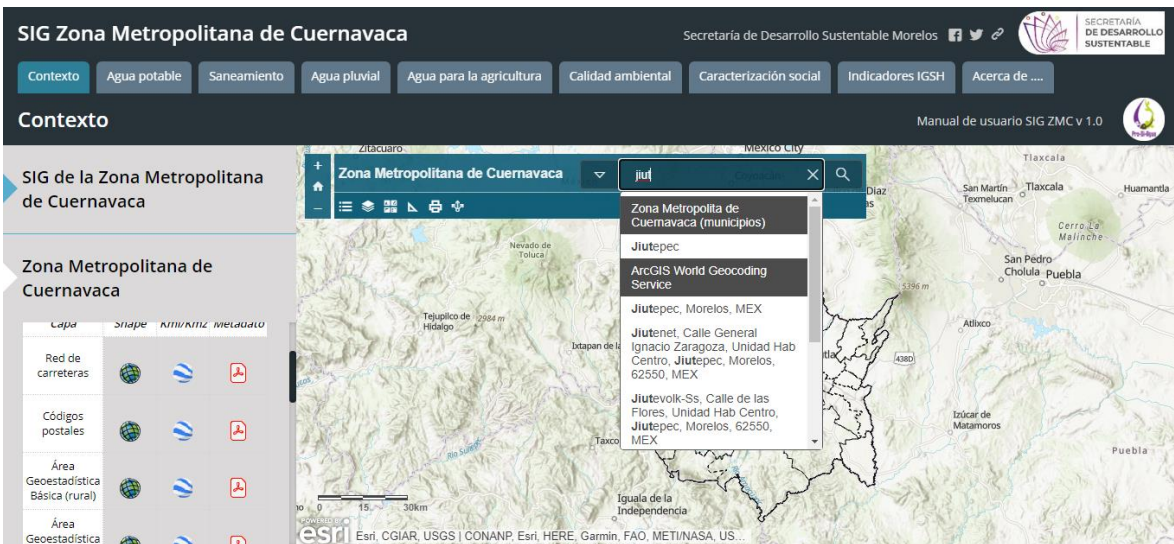 SIG Zona Metropolitana de Cuernavaca
Secretaría de Desarrollo Sustentable Morelos
SECRETARÍA
DE DESARROLLO
SUSTENTABLE
Contexto
Agua potable
Saneamiento
Agua pluvial
Agua para la agricultura
Calidad ambiental
Caracterización social
Indicadores IGSH
Acerca de ....
Contexto
Manual de usuario SIG ZMC v 1.0
SIG de la Zona Metropolitana
de Cuernavaca
Zona Metropolitana de
Cuernavaca
Capa Shape Kml/Kmz Metadato
Red de
carreteras
Códigos
postales
Área
Geoestadística
Básica (rural)
Área
Geoestadística
Zitácuaro
Mexico City
+
Zona Metropolitana de Cuernavaca
jiut
–
Zona Metropolita de
Cuernavaca (municipios)
Jiutepec
ArcGIS World Geocoding
Service
Jiutepec, Morelos, MEX
Jiutenet, Calle General
Ignacio Zaragoza, Unidad Hab
Centro, Jiutepec, Morelos,
62550, MEX
Jiutevolk-Ss, Calle de las
Flores, Unidad Hab Centro,
Jiutepec, Morelos, 62550,
MEX
Tlaxcala
San Martín
Texmelucan
Tlaxcala
Huamantla
Cerro La
Malinche
Nevado de
Toluca
San Pedro
Cholula
Puebla
5396 m
Tejupilco de
Hidalgo
2984 m
Atlixco
Ixtapan de la
438D
Izúcar de
Matamoros
Taxco
Puebla
Iguala de la
Independencia
0 15 30km
POWERED BY
esri
Esri, CGIAR, USGS | CONANP, Esri, HERE, Garmin, FAO, METI/NASA, US...